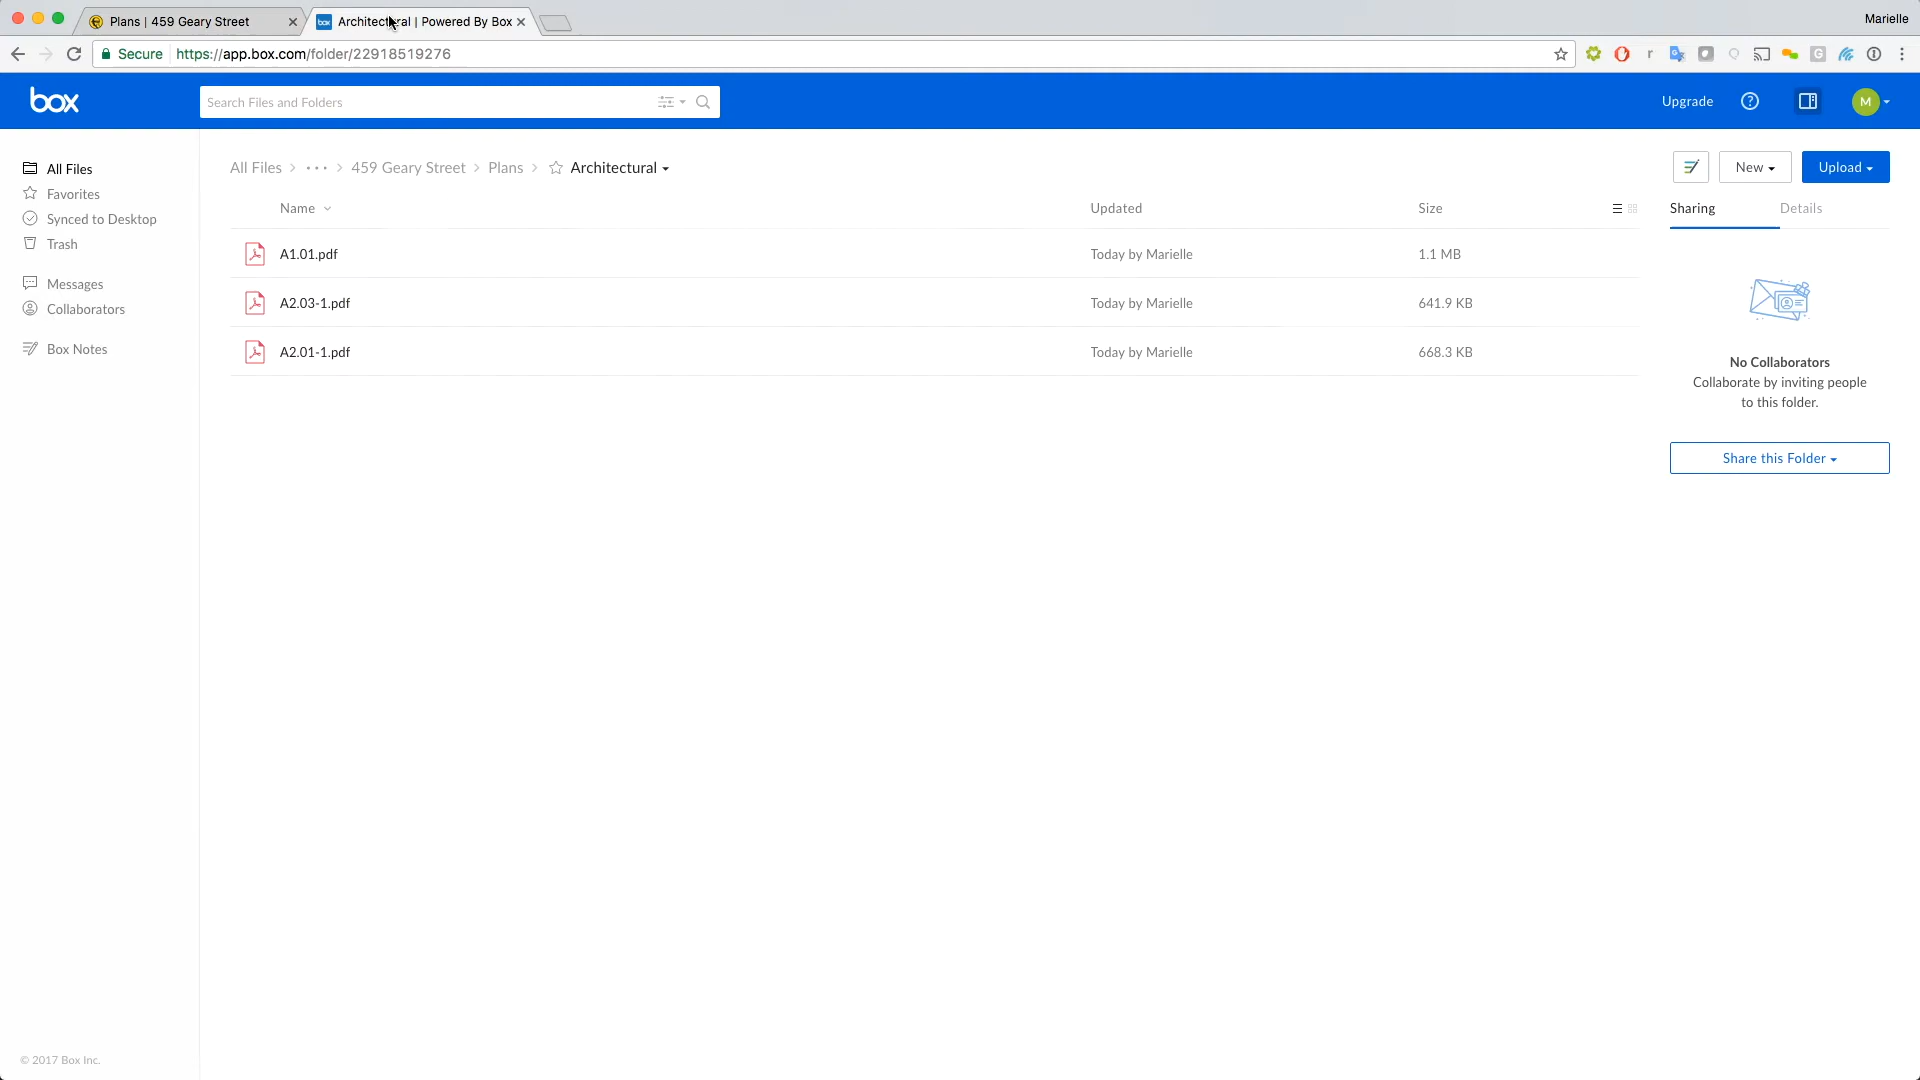 Plans | 459 Geary Street
Architectural | Powered By Box
Marielle
Secure https://app.box.com/folder/22918519276
box
Search Files and Folders
Upgrade
?
M
All Files
Favorites
Synced to Desktop
Trash
Messages
Collaborators
Box Notes
All Files > ··· > 459 Geary Street > Plans > Architectural
New
Upload
Name Updated Size
A1.01.pdf Today by Marielle 1.1 MB
A2.03-1.pdf Today by Marielle 641.9 KB
A2.01-1.pdf Today by Marielle 668.3 KB
Sharing Details
No Collaborators
Collaborate by inviting people
to this folder.
Share this Folder
© 2017 Box Inc.